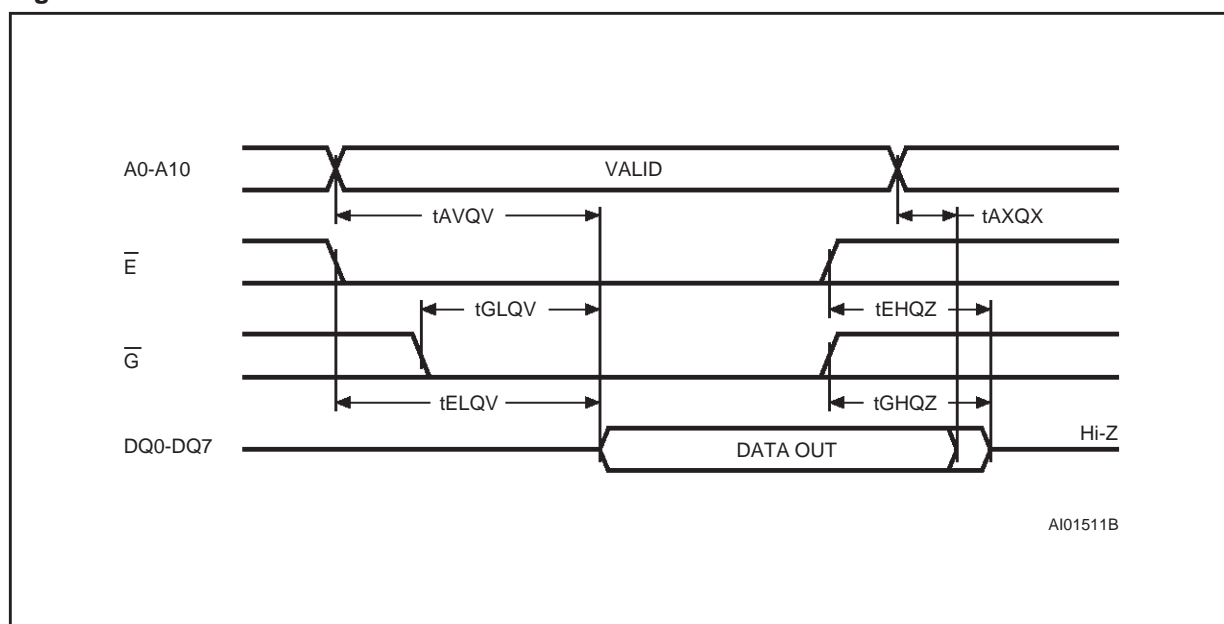 A0-A10
VALID
tAVQV
tAXQX
E
tGLQV
tEHQZ
G
tELQV
tGHQZ
DQ0-DQ7
DATA OUT
Hi-Z
AI01511B